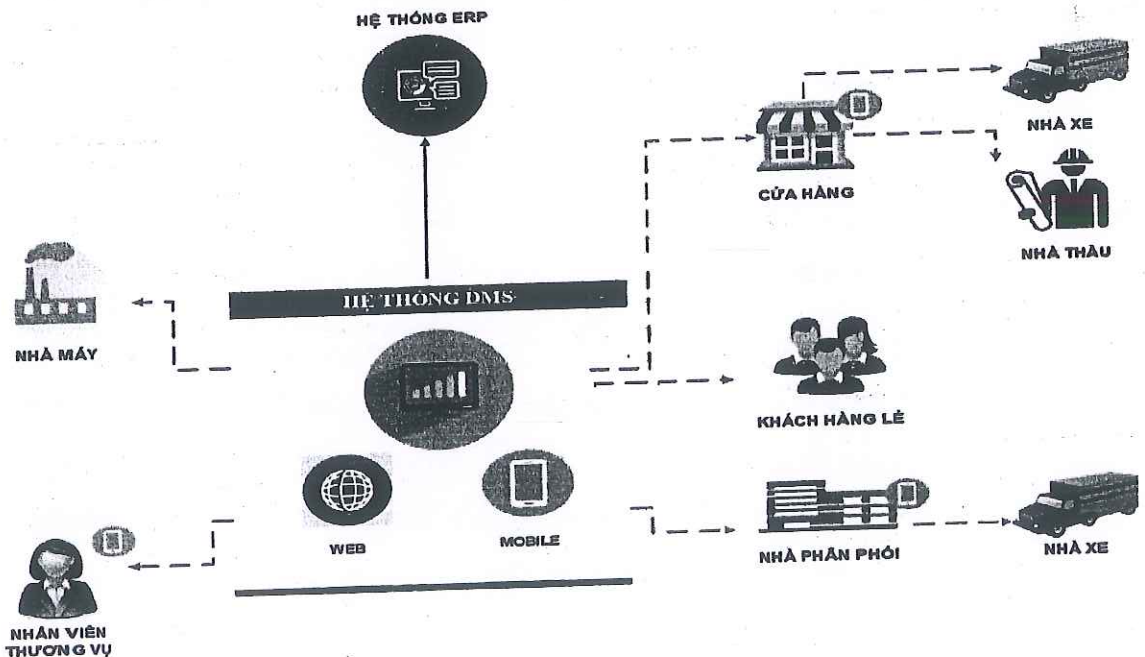 HỆ THỐNG ERP
NHÀ XE
CỬA HÀNG
NHÀ THẦU
HỆ THỐNG DMS
NHÀ MÁY
KHÁCH HÀNG LẺ
WEB
MOBILE
NHÀ PHÂN PHỐI
NHÀ XE
NHÂN VIÊN
THƯƠNG VỤ